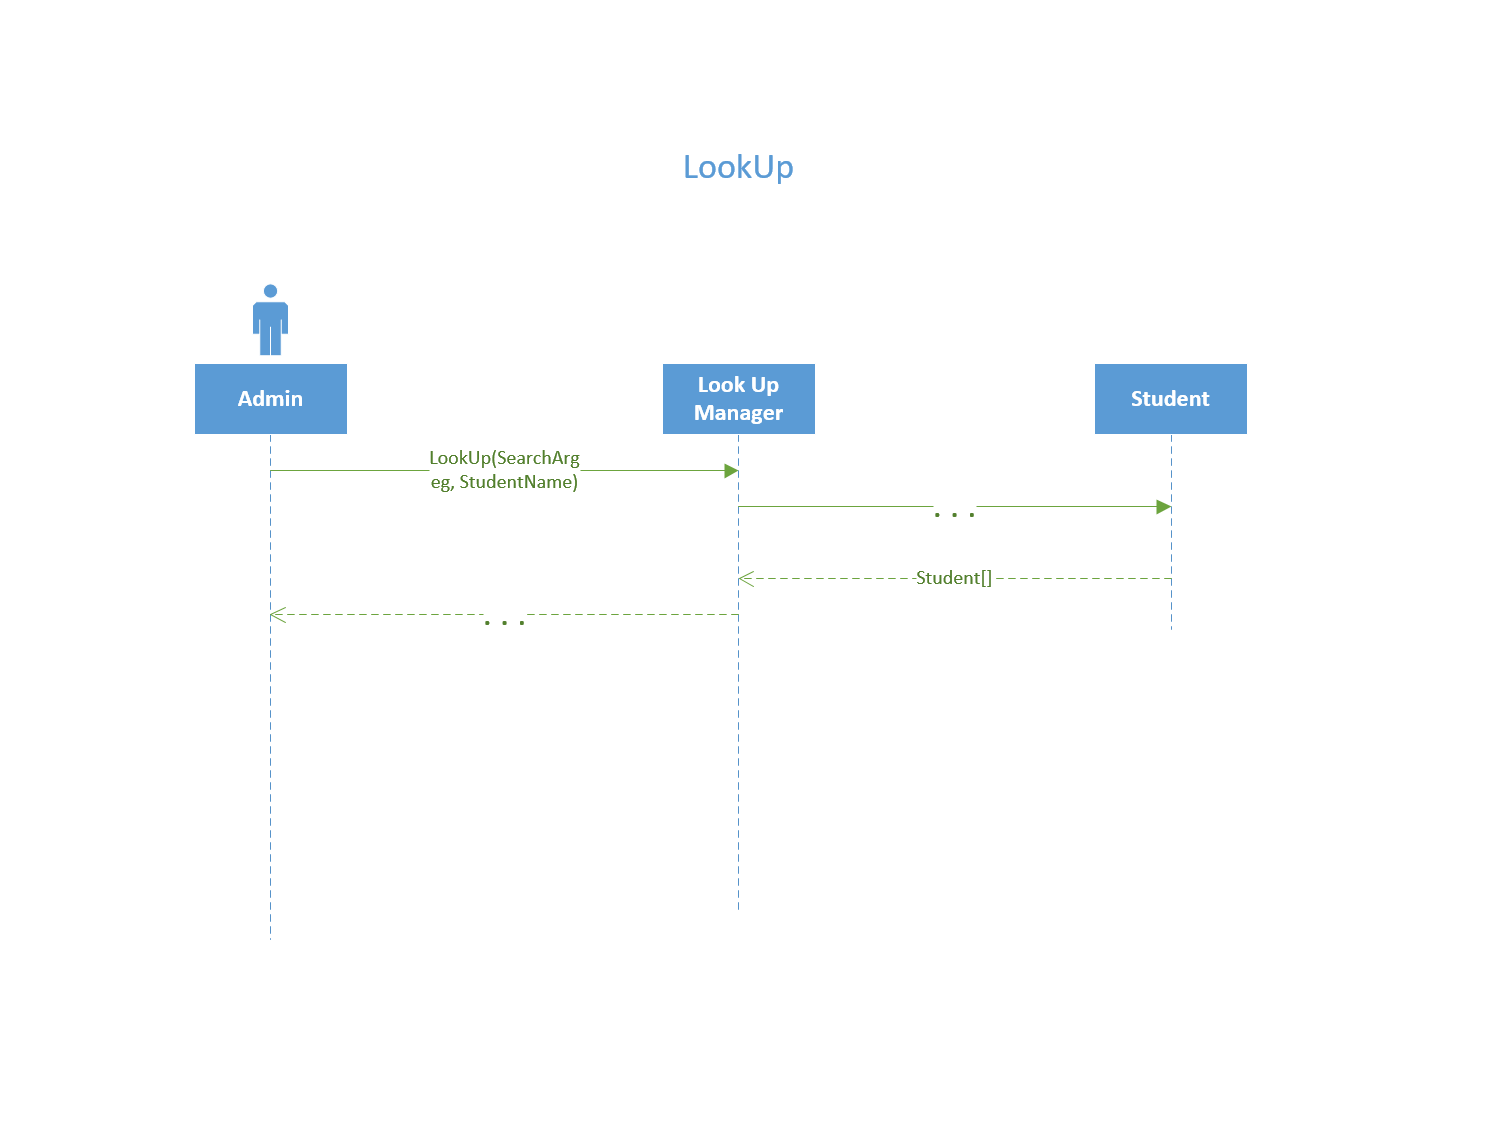 LookUp
Admin
Look Up
Manager
Student
LookUp(SearchArg
eg, StudentName)
. . .
Student[]
. . .